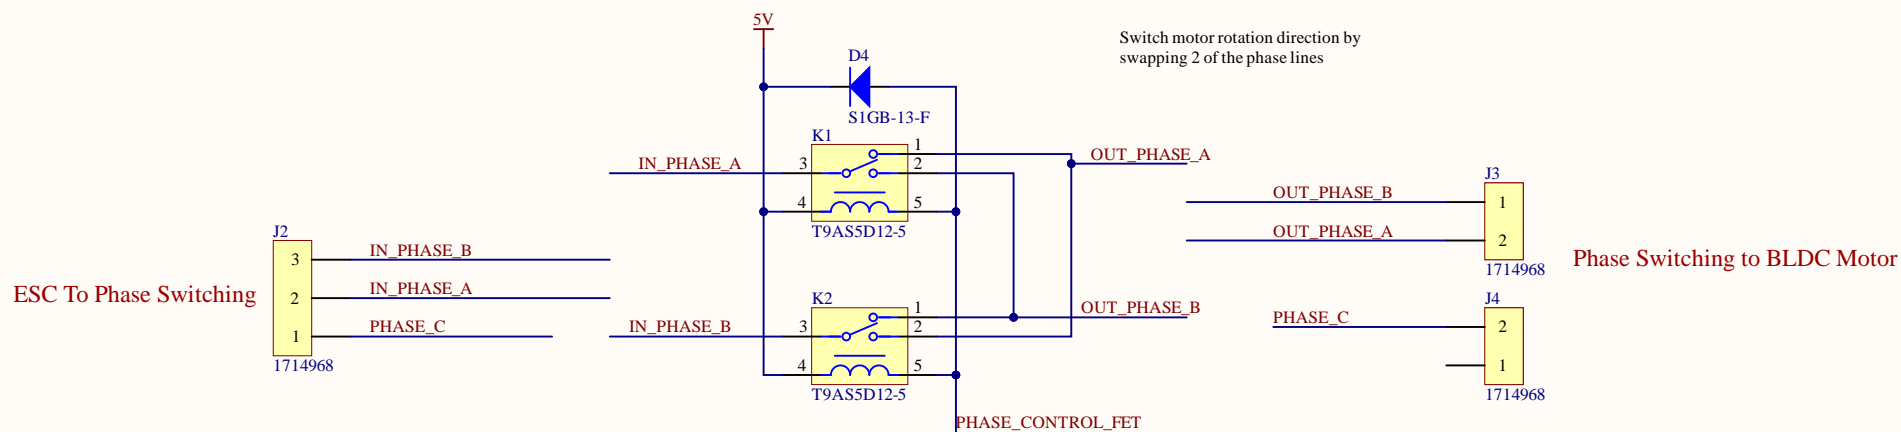 5V
Switch motor rotation direction by
swapping 2 of the phase lines
D4
S1GB-13-F
K1
1
IN_PHASE_A
3
2
OUT_PHASE_A
4
5
T9AS5D12-5
J3
OUT_PHASE_B
1
OUT_PHASE_A
2
1714968
Phase Switching to BLDC Motor
J2
3
IN_PHASE_B
2
IN_PHASE_A
1
PHASE_C
1714968
ESC To Phase Switching
K2
1
IN_PHASE_B
3
2
OUT_PHASE_B
4
5
T9AS5D12-5
PHASE_CONTROL_FET
J4
PHASE_C
2
1
1714968